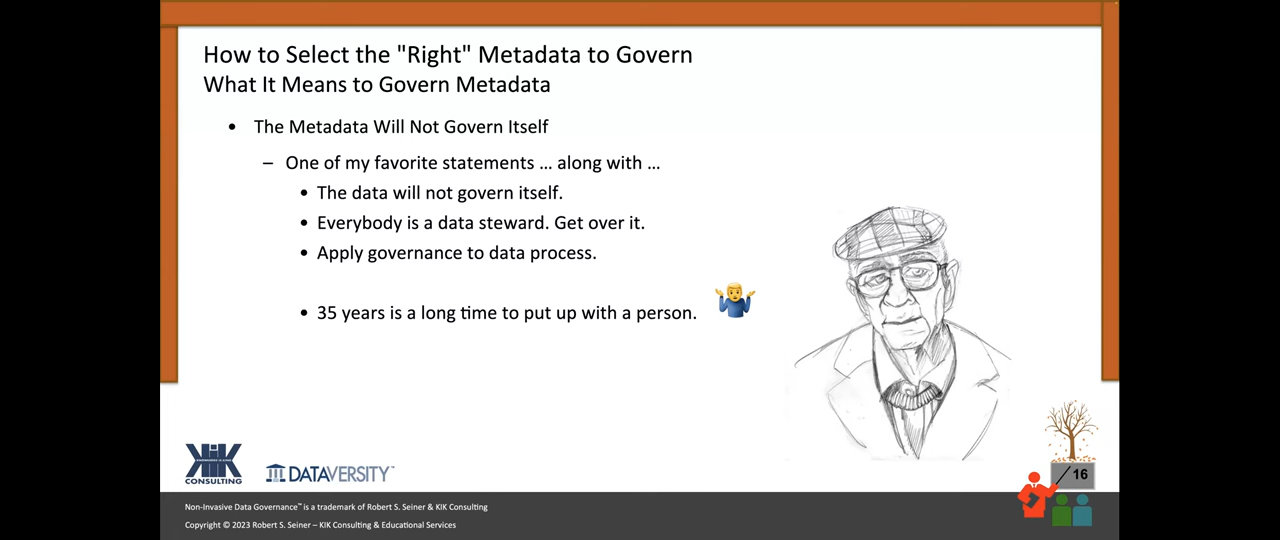 How to Select the "Right" Metadata to Govern
What It Means to Govern Metadata
• The Metadata Will Not Govern Itself
– One of my favorite statements … along with …
• The data will not govern itself.
• Everybody is a data steward. Get over it.
• Apply governance to data process.
• 35 years is a long time to put up with a person.
KIK
CONSULTING
DATAVERSITY™
16
Non-Invasive Data Governance™ is a trademark of Robert S. Seiner & KIK Consulting
Copyright © 2023 Robert S. Seiner – KIK Consulting & Educational Services